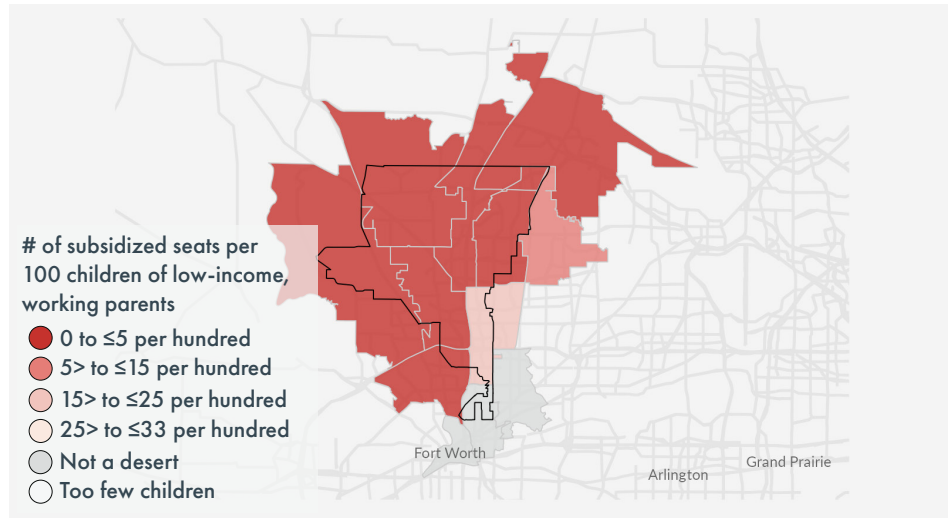 # of subsidized seats per
100 children of low-income,
working parents
0 to ≤5 per hundred
5> to ≤15 per hundred
15> to ≤25 per hundred
25> to ≤33 per hundred
Not a desert
Too few children
Fort Worth
Arlington
Grand Prairie